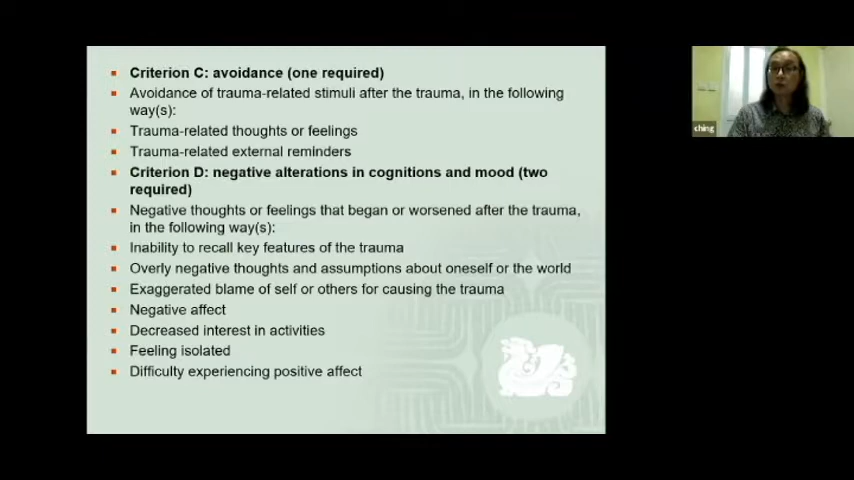 Criterion C: avoidance (one required)
Avoidance of trauma-related stimuli after the trauma, in the following
way(s):
Trauma-related thoughts or feelings
Trauma-related external reminders
Criterion D: negative alterations in cognitions and mood (two
required)
Negative thoughts or feelings that began or worsened after the trauma,
in the following way(s):
Inability to recall key features of the trauma
Overly negative thoughts and assumptions about oneself or the world
Exaggerated blame of self or others for causing the trauma
Negative affect
Decreased interest in activities
Feeling isolated
Difficulty experiencing positive affect
ching